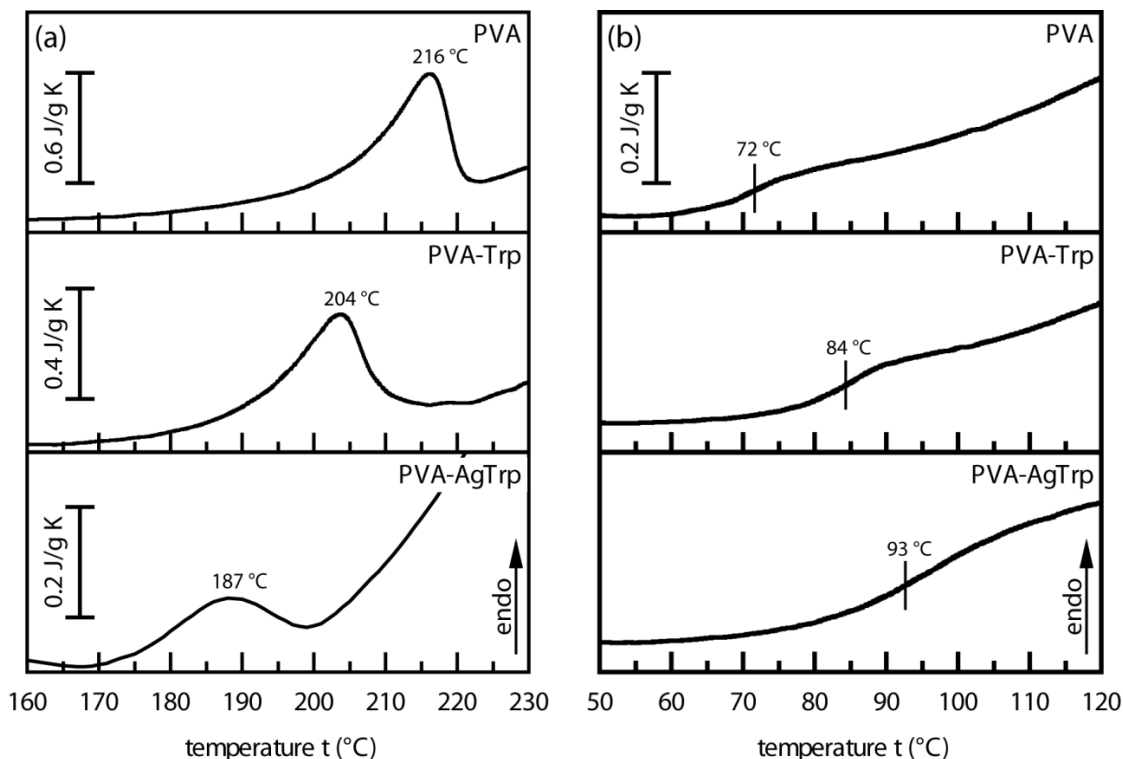 (a)
PVA
216 °C
0.6 J/g K
PVA-Trp
204 °C
0.4 J/g K
PVA-AgTrp
187 °C
0.2 J/g K
endo
160 170 180 190 200 210 220 230
temperature t (°C)
(b)
PVA
72 °C
0.2 J/g K
PVA-Trp
84 °C
PVA-AgTrp
93 °C
endo
50 60 70 80 90 100 110 120
temperature t (°C)